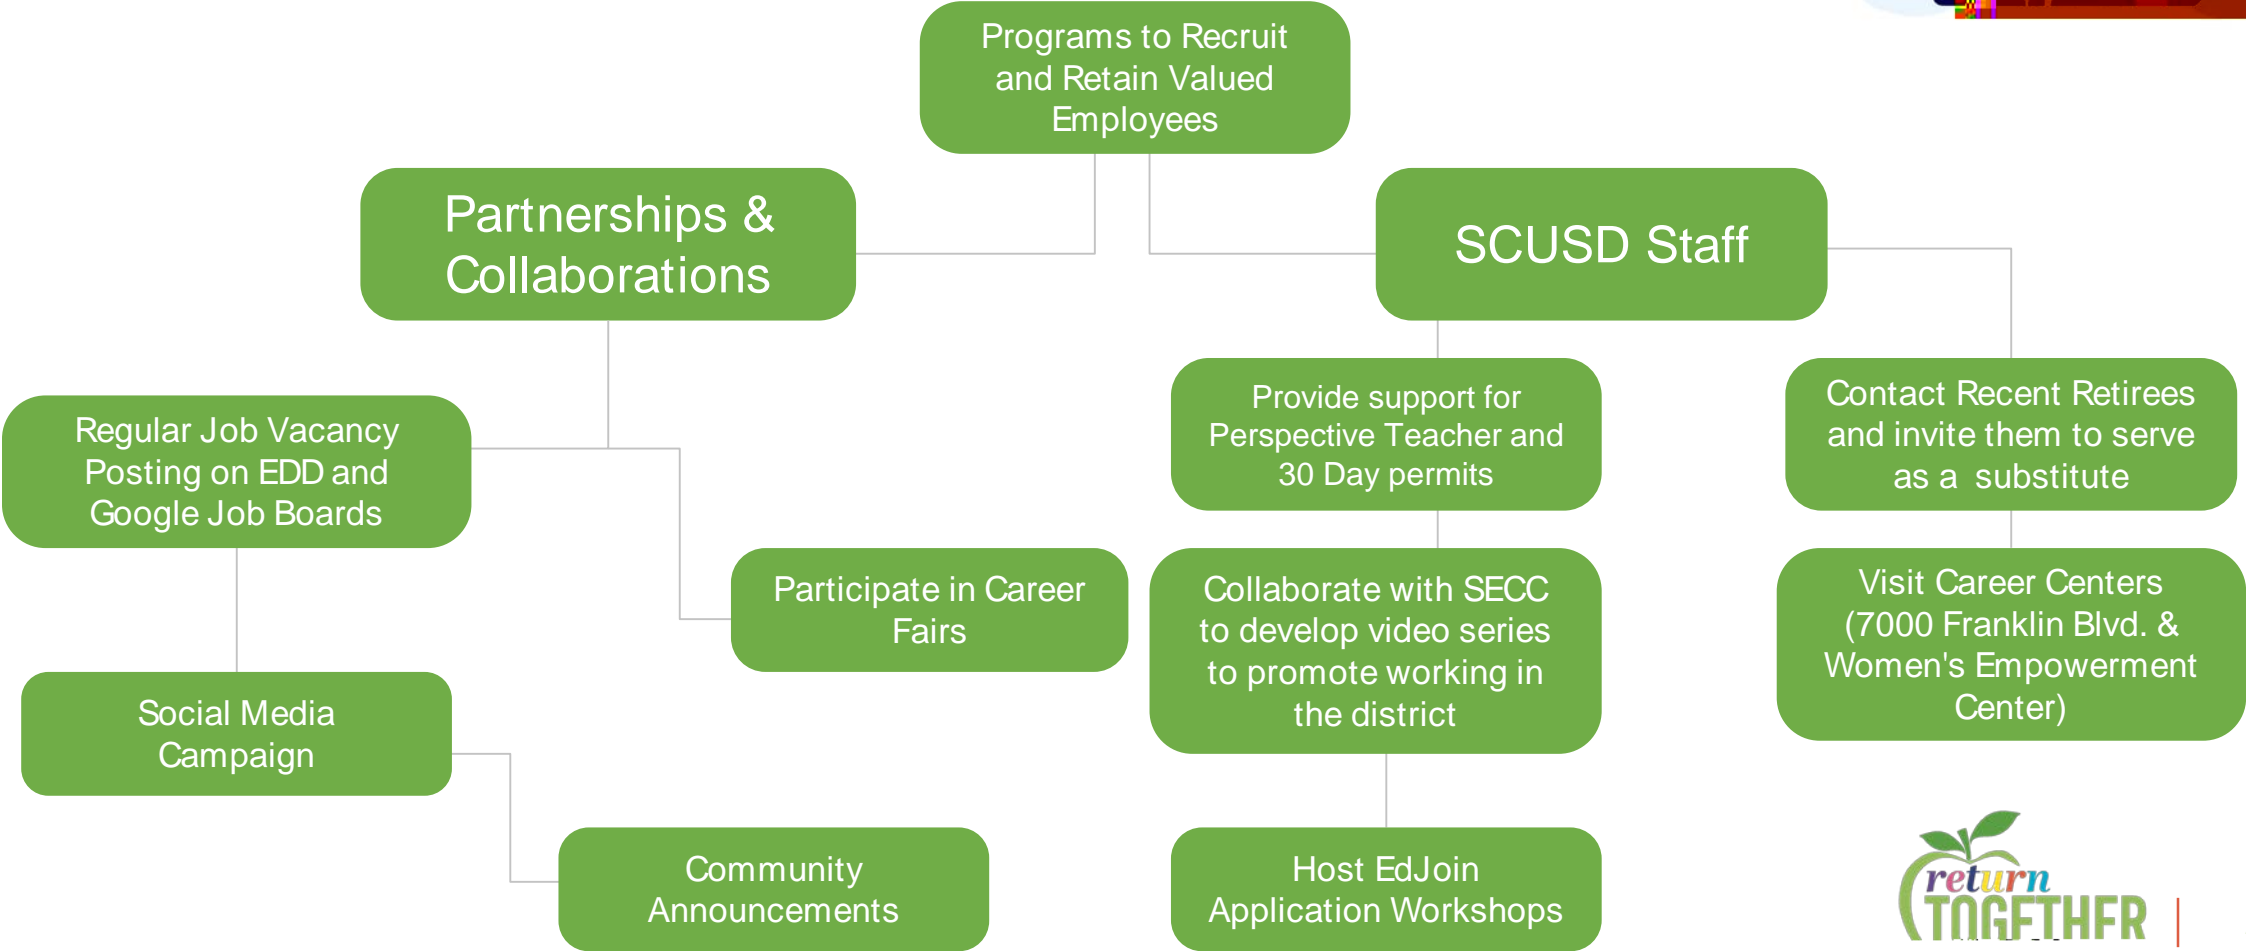 Programs to Recruit
and Retain Valued
Employees
Partnerships &
Collaborations
SCUSD Staff
Regular Job Vacancy
Posting on EDD and
Google Job Boards
Provide support for
Perspective Teacher and
30 Day permits
Contact Recent Retirees
and invite them to serve
as a substitute
Participate in Career
Fairs
Collaborate with SECC
to develop video series
to promote working in
the district
Visit Career Centers
(7000 Franklin Blvd. &
Women's Empowerment
Center)
Social Media
Campaign
Community
Announcements
Host EdJoin
Application Workshops
return
TOGETHER